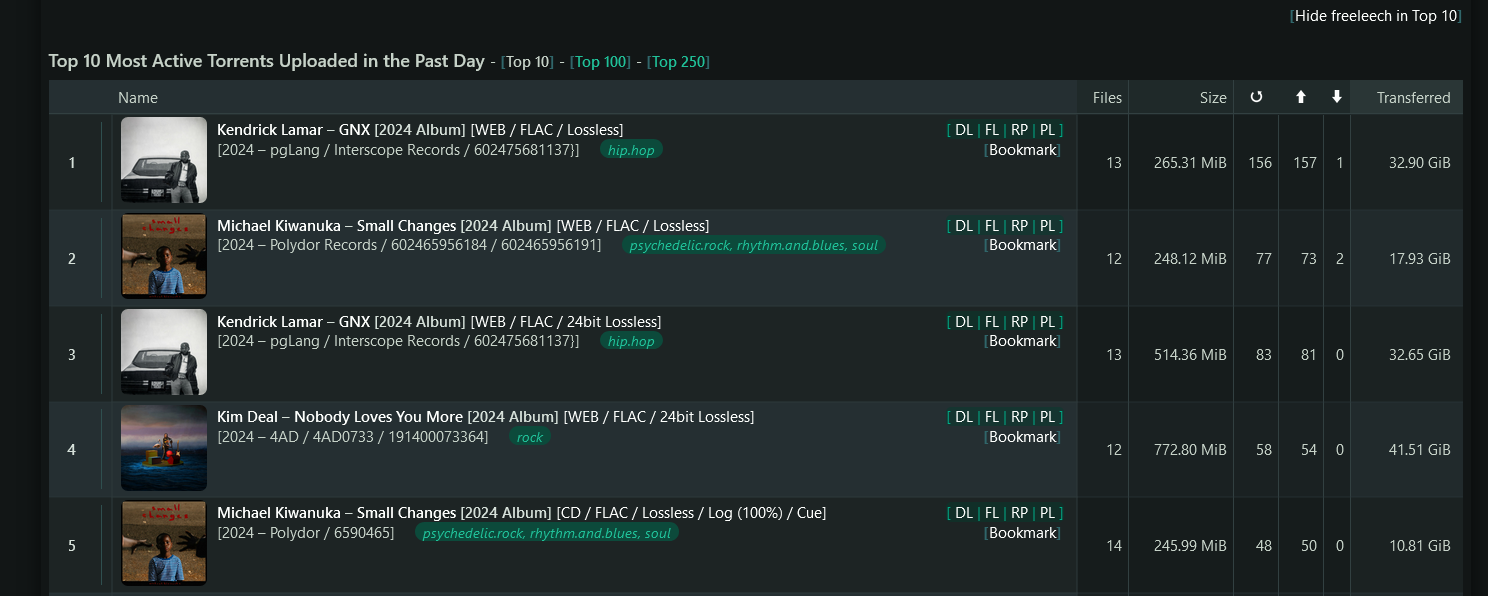 [Hide freeleech in Top 10]
Top 10 Most Active Torrents Uploaded in the Past Day - [Top 10] - [Top 100] - [Top 250]
Name Files Size Transferred
Kendrick Lamar – GNX [2024 Album] [WEB / FLAC / Lossless] [ DL | FL | RP | PL ]
[2024 – pgLang / Interscope Records / 602475681137}] hip.hop [Bookmark]
1 13 265.31 MiB 156 157 1 32.90 GiB
small changes
Michael Kiwanuka – Small Changes [2024 Album] [WEB / FLAC / Lossless] [ DL | FL | RP | PL ]
[2024 – Polydor Records / 602465956184 / 602465956191] psychedelic.rock, rhythm.and.blues, soul [Bookmark]
2 12 248.12 MiB 77 73 2 17.93 GiB
Kendrick Lamar – GNX [2024 Album] [WEB / FLAC / 24bit Lossless] [ DL | FL | RP | PL ]
[2024 – pgLang / Interscope Records / 602475681137}] hip.hop [Bookmark]
3 13 514.36 MiB 83 81 0 32.65 GiB
Kim Deal – Nobody Loves You More [2024 Album] [WEB / FLAC / 24bit Lossless] [ DL | FL | RP | PL ]
[2024 – 4AD / 4AD0733 / 191400073364] rock [Bookmark]
4 12 772.80 MiB 58 54 0 41.51 GiB
small changes
Michael Kiwanuka – Small Changes [2024 Album] [CD / FLAC / Lossless / Log (100%) / Cue] [ DL | FL | RP | PL ]
[2024 – Polydor / 6590465] psychedelic.rock, rhythm.and.blues, soul [Bookmark]
5 14 245.99 MiB 48 50 0 10.81 GiB